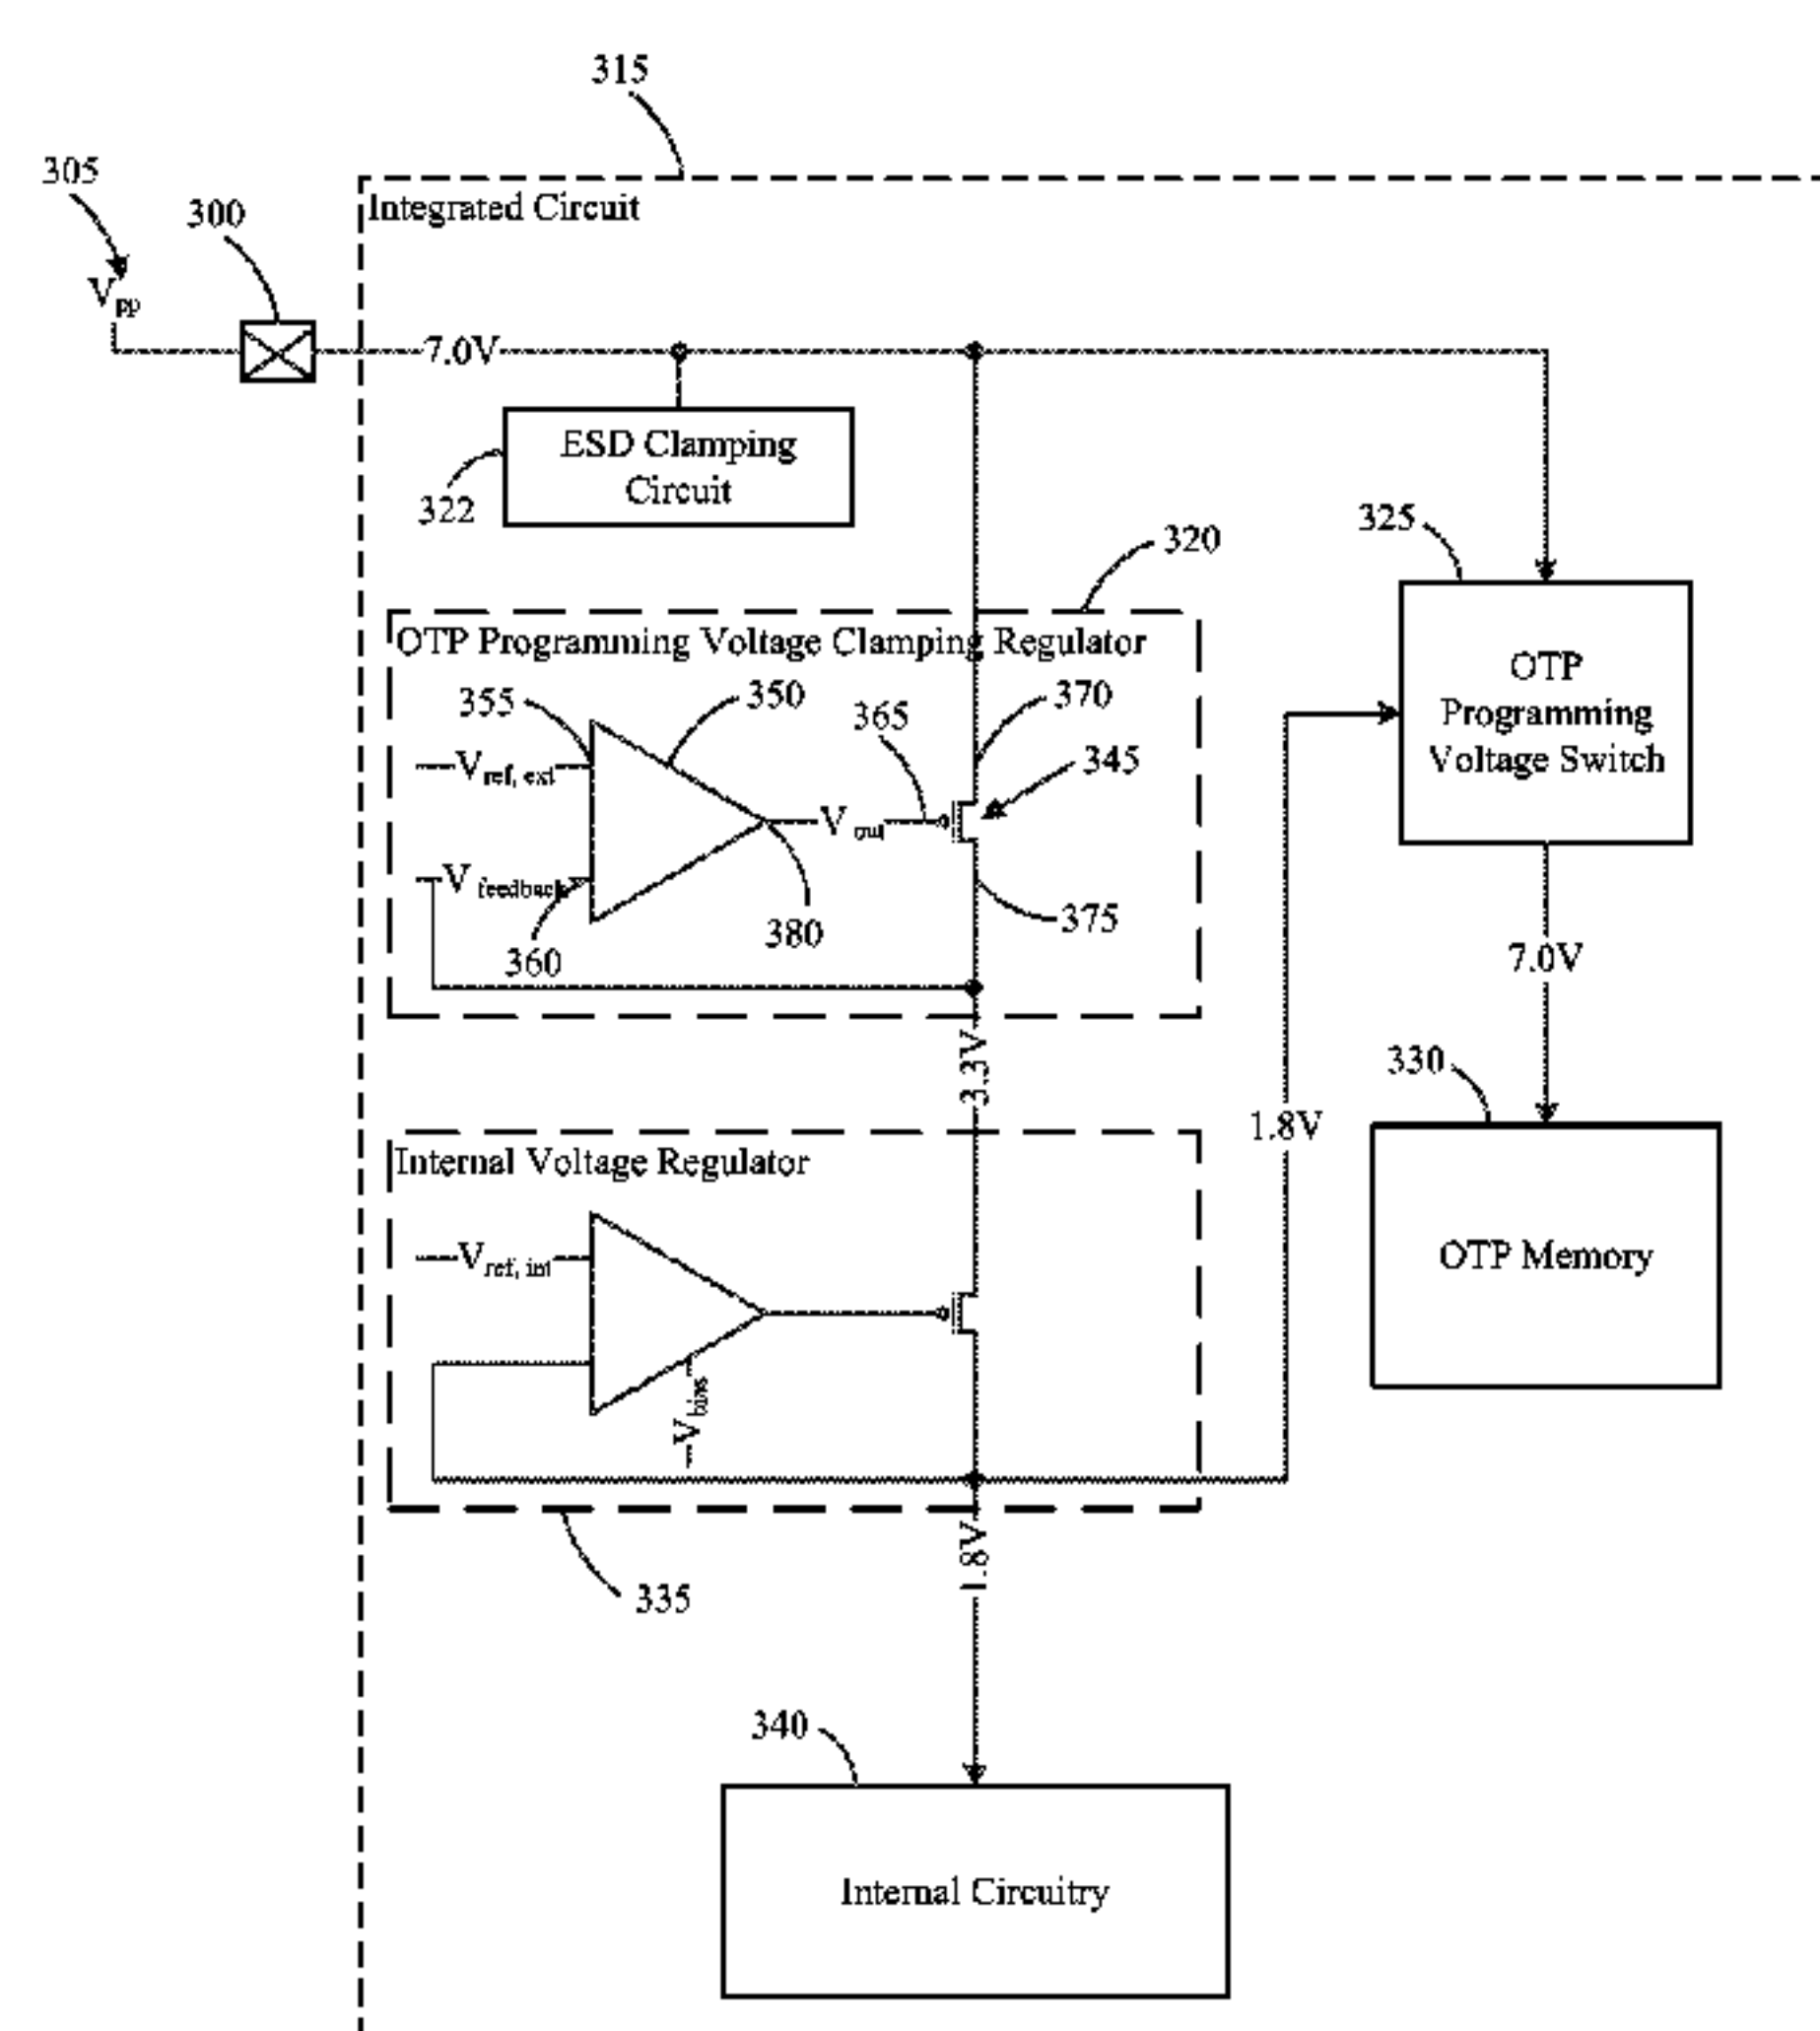 315
305
300
Integrated Circuit
Vpp
7.0V
ESD Clamping
Circuit
322
320
325
OTP Programming Voltage Clamping Regulator
OTP
Programming
Voltage Switch
355
350
365
370
345
Vref, ext
Vout
Vfeedback
360
380
375
7.0V
3.3V
330
1.8V
Internal Voltage Regulator
OTP Memory
Vref, int
Vbias
1.8V
335
340
Internal Circuitry